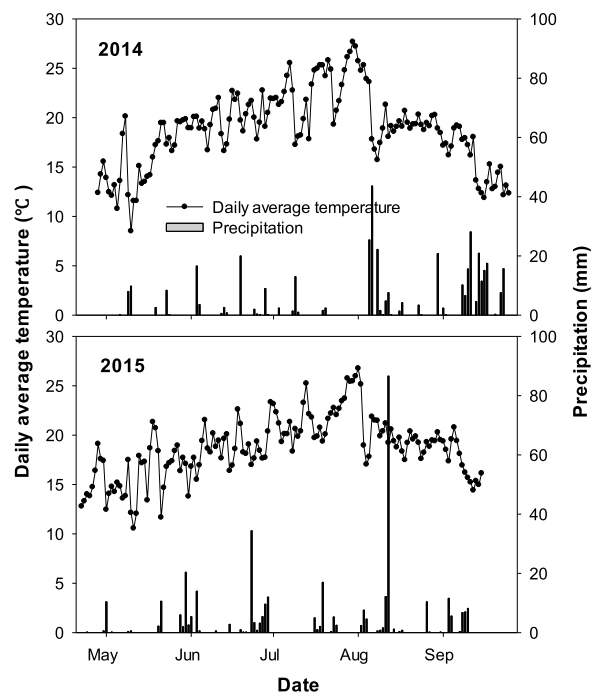 30
100
2014
25
80
20
60
15
40
Daily average temperature
10
Precipitation
20
5
0
0
30
100
2015
25
80
20
60
15
40
10
20
5
0
0
May
Jun
Jul
Aug
Sep
Date
Daily average temperature (℃)
Precipitation (mm)